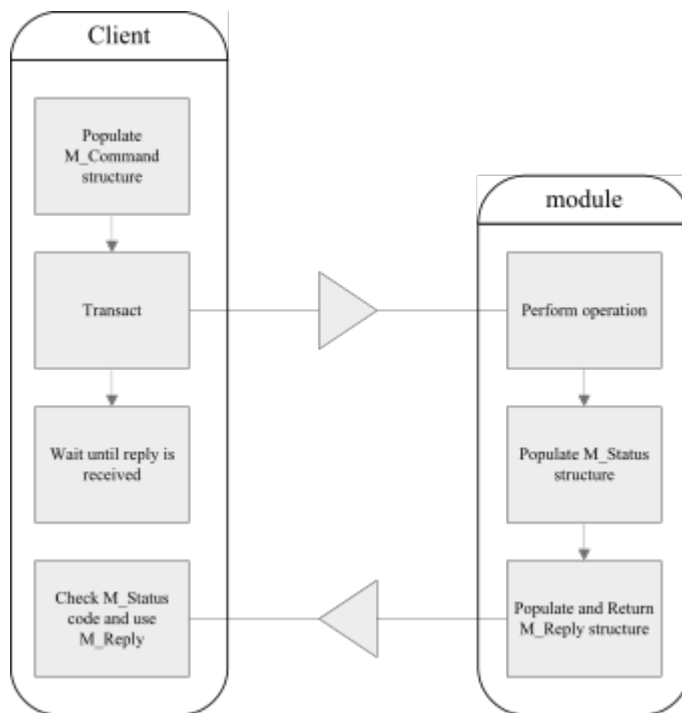 Client
Populate
M_Command
structure
Transact
Wait until reply is
received
Check M_Status
code and use
M_Reply
module
Perform operation
Populate M_Status
structure
Populate and Return
M_Reply structure